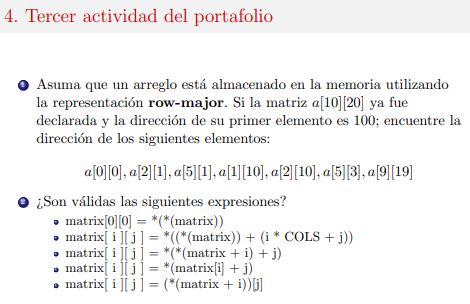 4. Tercer actividad del portafolio
1 Asuma que un arreglo está almacenado en la memoria utilizando
la representación row-major. Si la matriz a[10][20] ya fue
declarada y la dirección de su primer elemento es 100; encuentre la
dirección de los siguientes elementos:
a[0][0], a[2][1], a[5][1], a[1][10], a[2][10], a[5][3], a[9][19]
2 ¿Son válidas las siguientes expresiones?
matrix[0][0] = *(*(matrix))
matrix[ i ][ j ] = *((*(matrix)) + (i * COLS + j))
matrix[ i ][ j ] = *(*(matrix + i) + j)
matrix[ i ][ j ] = *(matrix[i] + j)
matrix[ i ][ j ] = (*(matrix + i))[j]